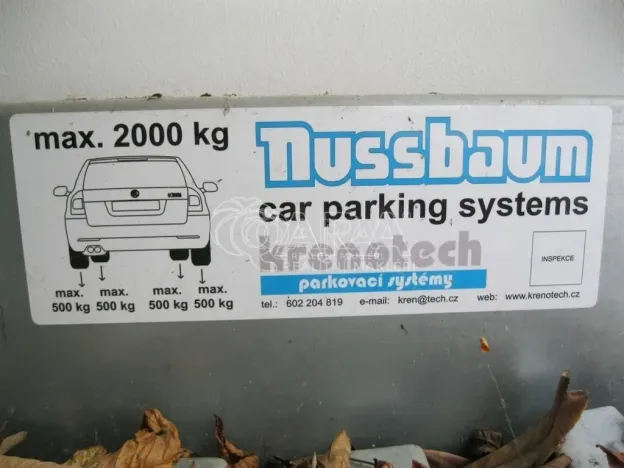 max. 2000 kg
nussbaum
car parking systems
krenotech
parkovací systémy
INSPEKCE
max. 500 kg
max. 500 kg
max. 500 kg
max. 500 kg
tel.: 602 204 819 e-mail: kren@tech.cz web: www.krenotech.cz